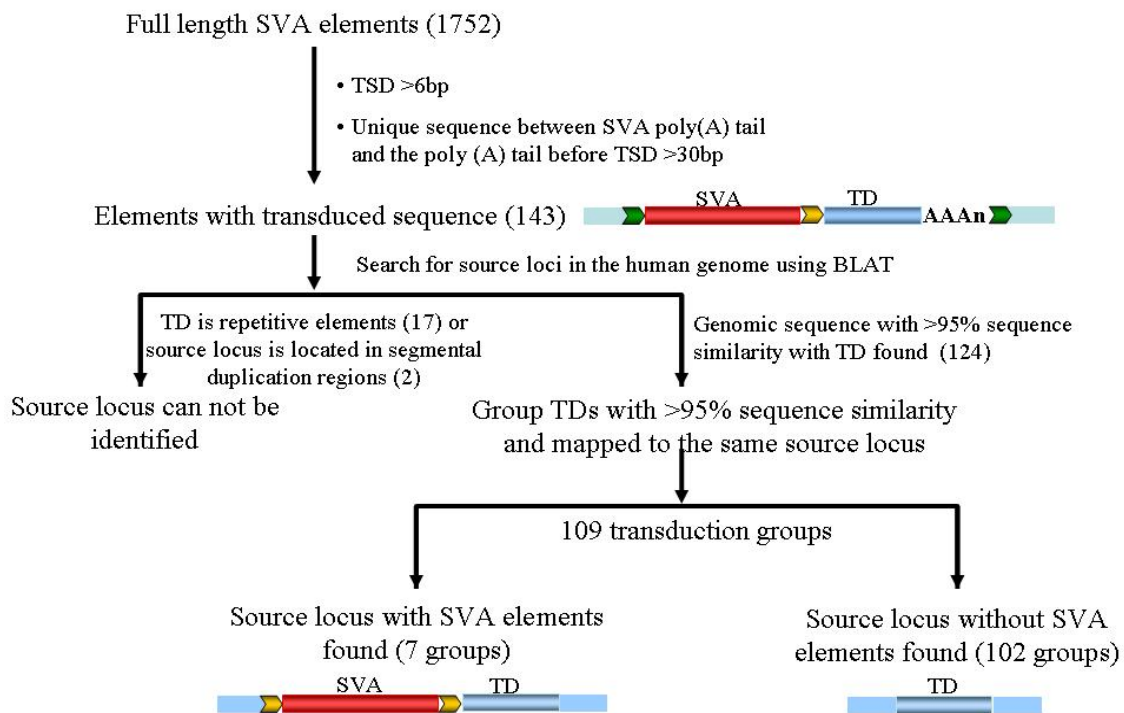 Full length SVA elements (1752)
• TSD >6bp
• Unique sequence between SVA poly(A) tail
and the poly (A) tail before TSD >30bp
Elements with transduced sequence (143)
SVA
TD
AAAn
Search for source loci in the human genome using BLAT
TD is repetitive elements (17) or
source locus is located in segmental
duplication regions (2)
Genomic sequence with >95% sequence
similarity with TD found (124)
Source locus can not be
identified
Group TDs with >95% sequence similarity
and mapped to the same source locus
109 transduction groups
Source locus with SVA elements
found (7 groups)
Source locus without SVA
elements found (102 groups)
SVA
TD
TD